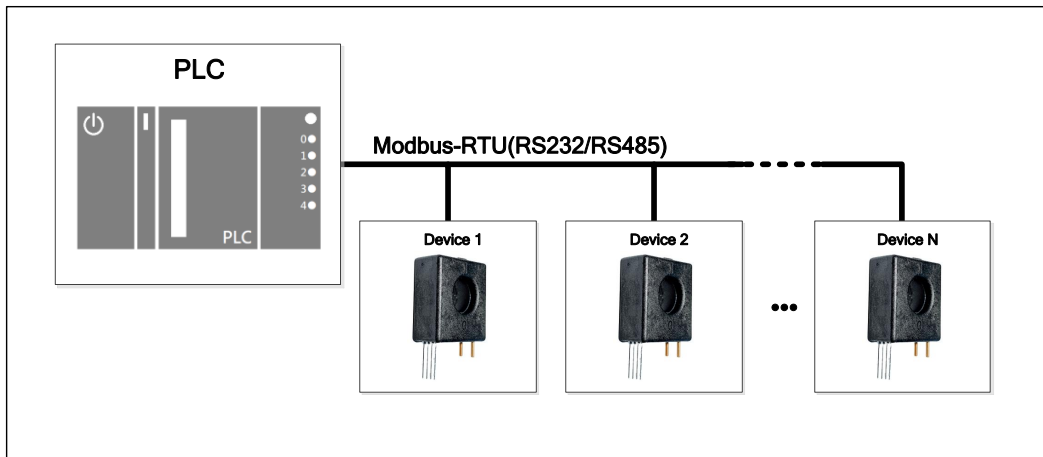 PLC
0
1
2
3
4
PLC
Modbus-RTU(RS232/RS485)
Device 1
Device 2
...
Device N